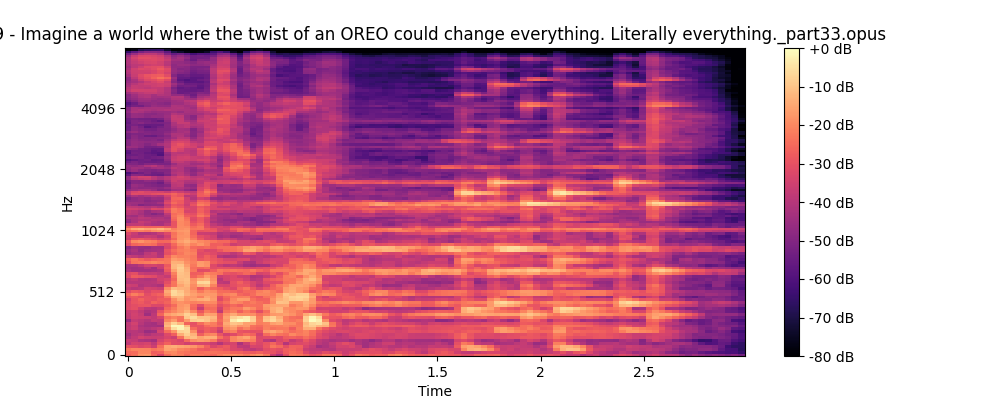 9 - Imagine a world where the twist of an OREO could change everything. Literally everything._part33.opus
Hz
4096
2048
1024
512
0
0
0.5
1
1.5
2
2.5
Time
+0 dB
-10 dB
-20 dB
-30 dB
-40 dB
-50 dB
-60 dB
-70 dB
-80 dB